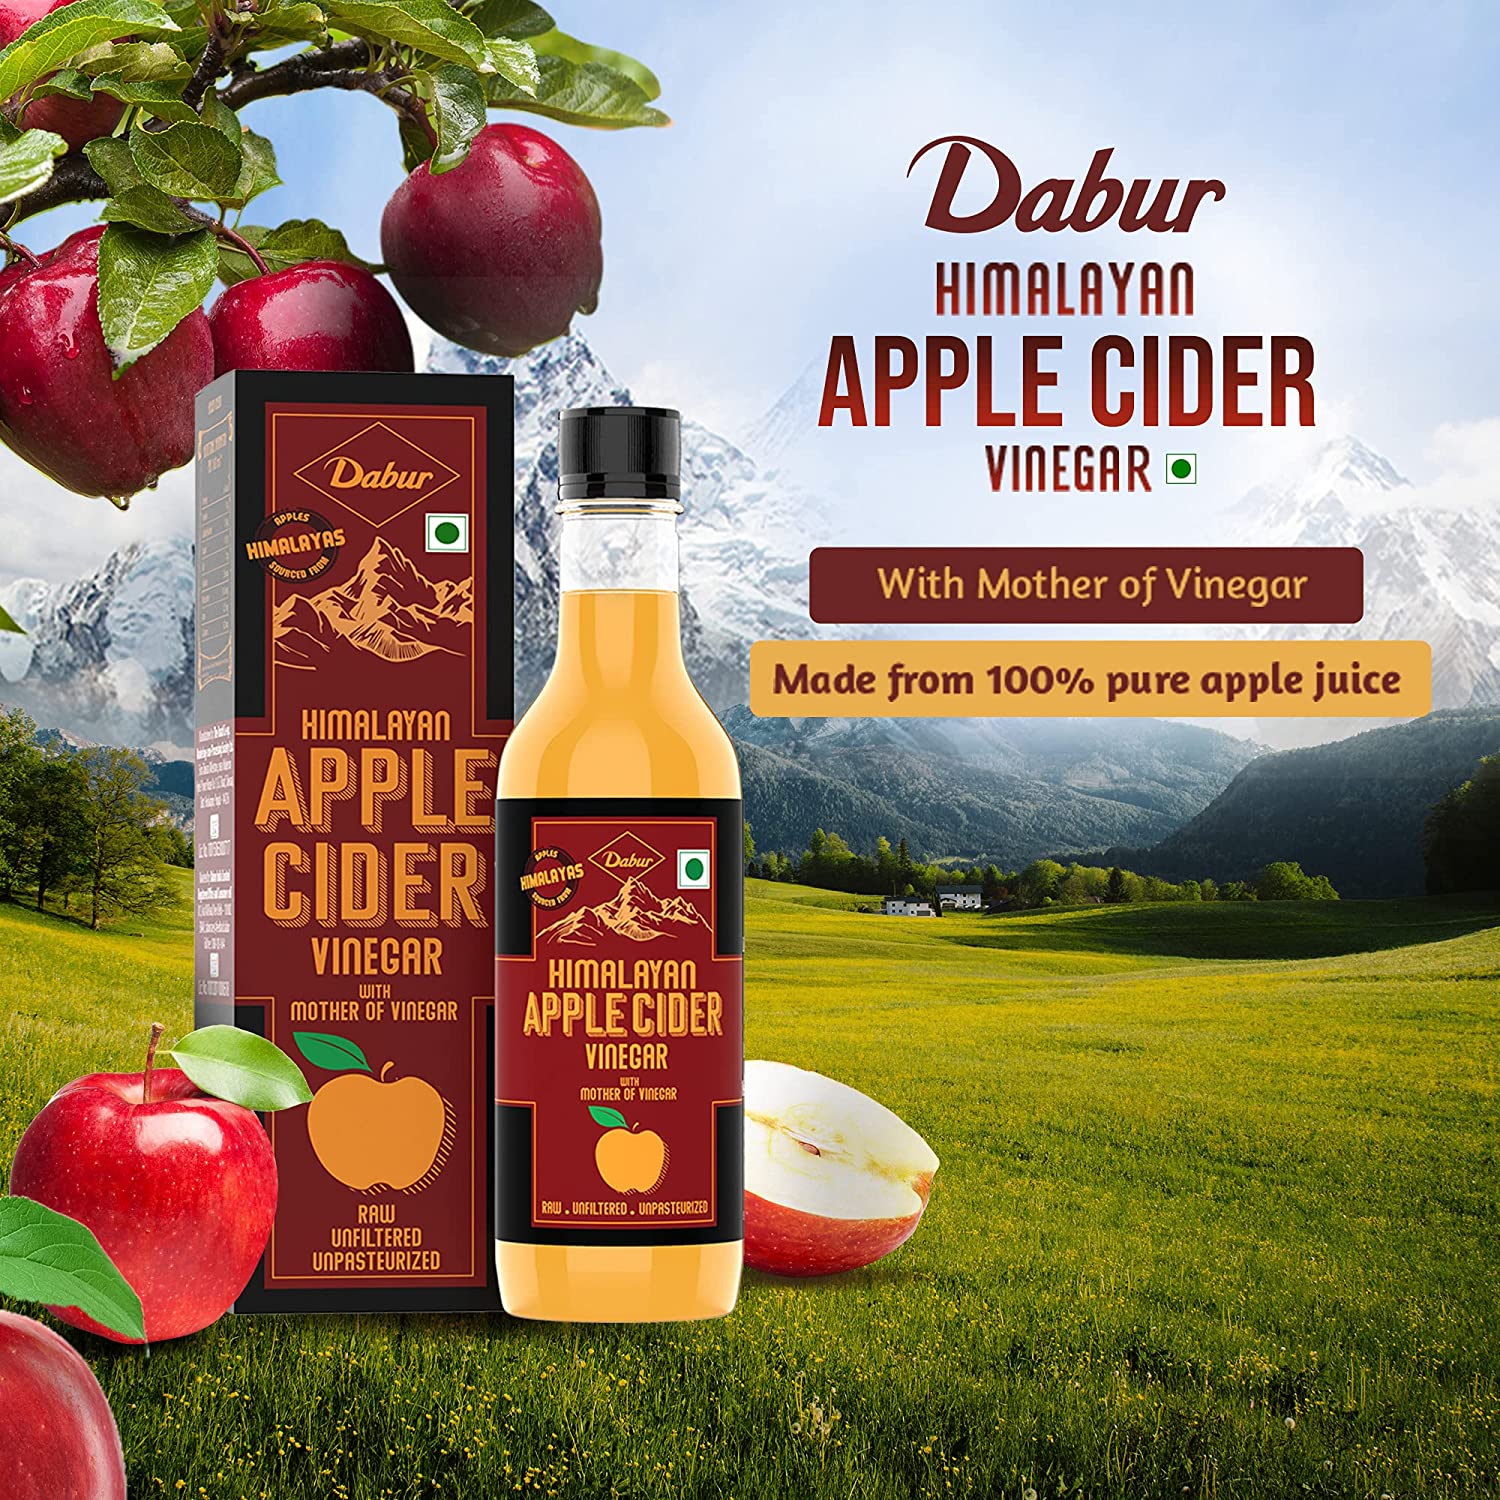 Dabur
HIMALAYAN
APPLE CIDER
VINEGAR
With Mother of Vinegar
Made from 100% pure apple juice
Dabur
APPLES
HIMALAYAS
SOURCED FROM
HIMALAYAN
APPLE
CIDER
VINEGAR
WITH
MOTHER OF VINEGAR
RAW
UNFILTERED
UNPASTEURIZED
Dabur
APPLES
HIMALAYAS
SOURCED FROM
HIMALAYAN
APPLE CIDER
VINEGAR
WITH
MOTHER OF VINEGAR
RAW . UNFILTERED . UNPASTEURIZED